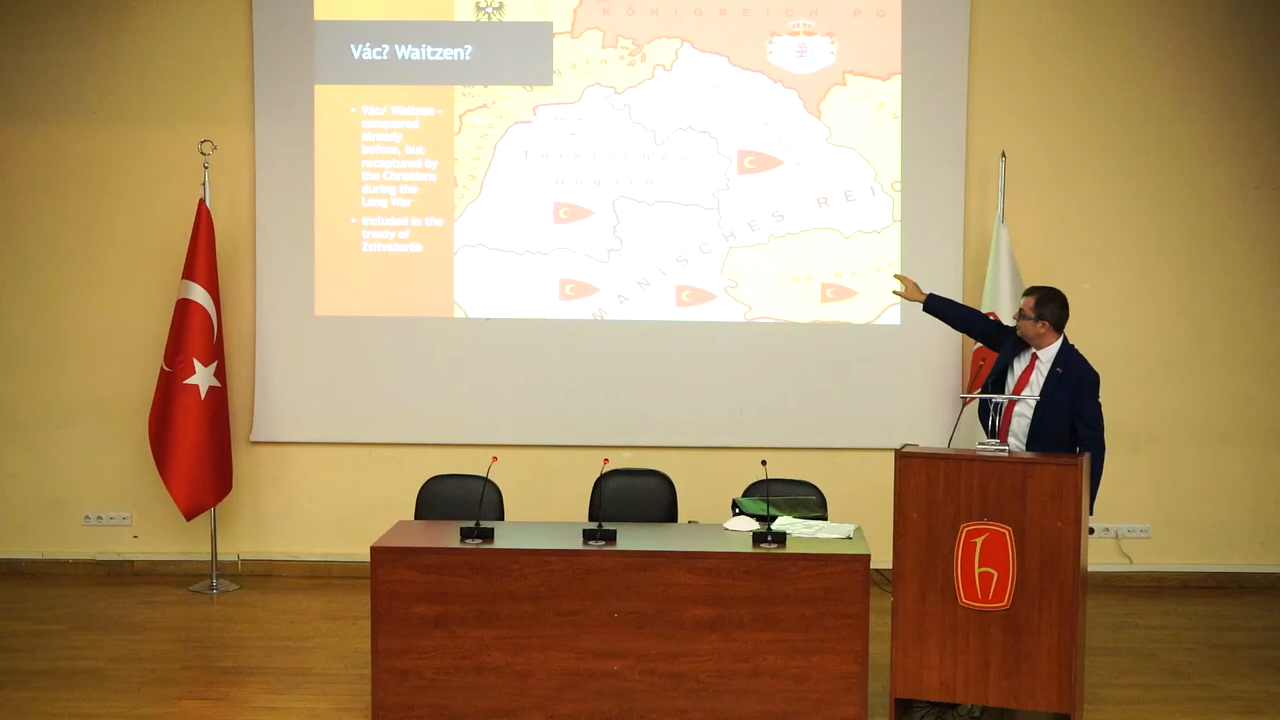 KÖNIGREICH PO
Vác? Waitzen?
• Vác/ Waitzen -
conquered
already
before, but
recaptured by
the Christians
during the
Long War
• Included in the
treaty of
Zsitvatorök
Türkisches
Ungarn
MANISCHES REI
h